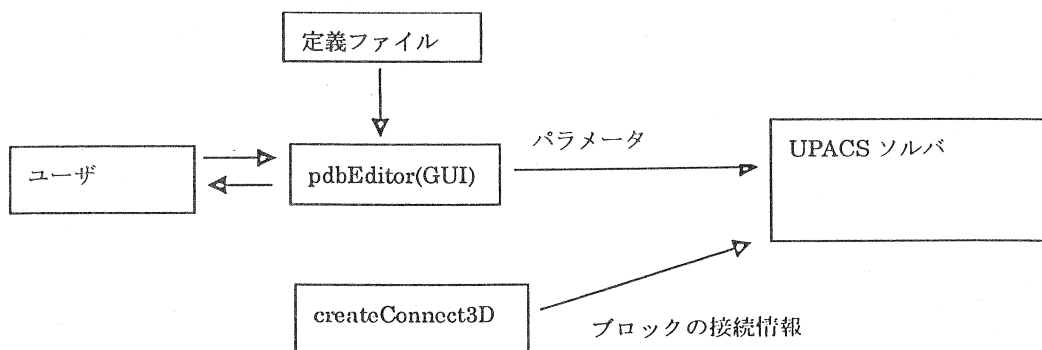 定義ファイル
パラメータ
UPACS ソルバ
ユーザ
pdbEditor(GUI)
createConnect3D
ブロックの接続情報